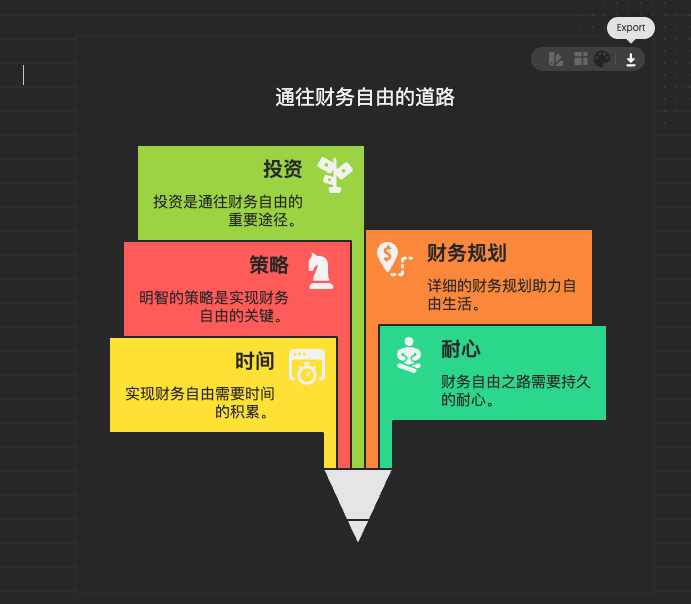 Export
通往财务自由的道路
投资
投资是通往财务自由的
重要途径。
策略
明智的策略是实现财务
自由的关键。
时间
实现财务自由需要时间
的积累。
财务规划
详细的财务规划助力自
由生活。
耐心
财务自由之路需要持久
的耐心。